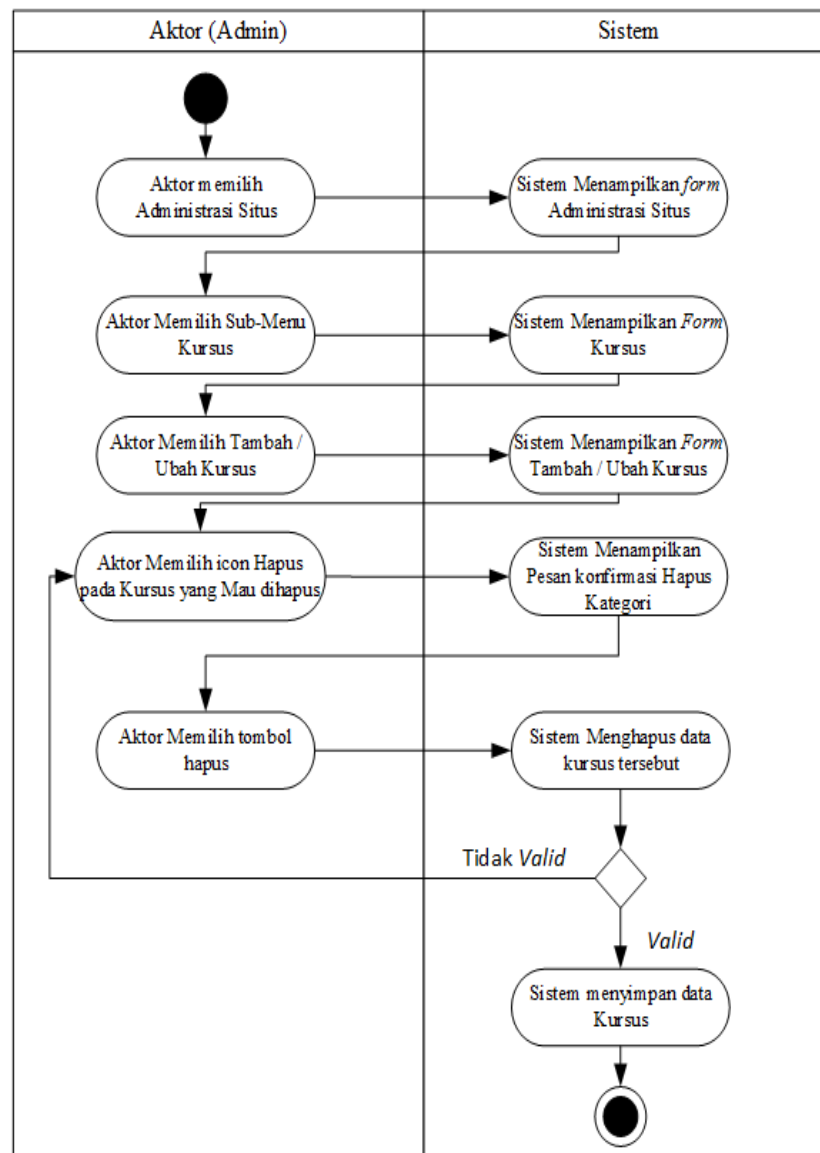 Aktor (Admin)
Sistem
Aktor memilih
Administrasi Situs
Sistem Menampilkan form
Administrasi Situs
Aktor Memilih Sub-Menu
Kursus
Sistem Menampilkan Form
Kursus
Aktor Memilih Tambah /
Ubah Kursus
Sistem Menampilkan Form
Tambah / Ubah Kursus
Aktor Memilih icon Hapus
pada Kursus yang Mau dihapus
Sistem Menampilkan
Pesan konfirmasi Hapus
Kategori
Aktor Memilih tombol
hapus
Sistem Menghapus data
kursus tersebut
Tidak Valid
Valid
Sistem menyimpan data
Kursus